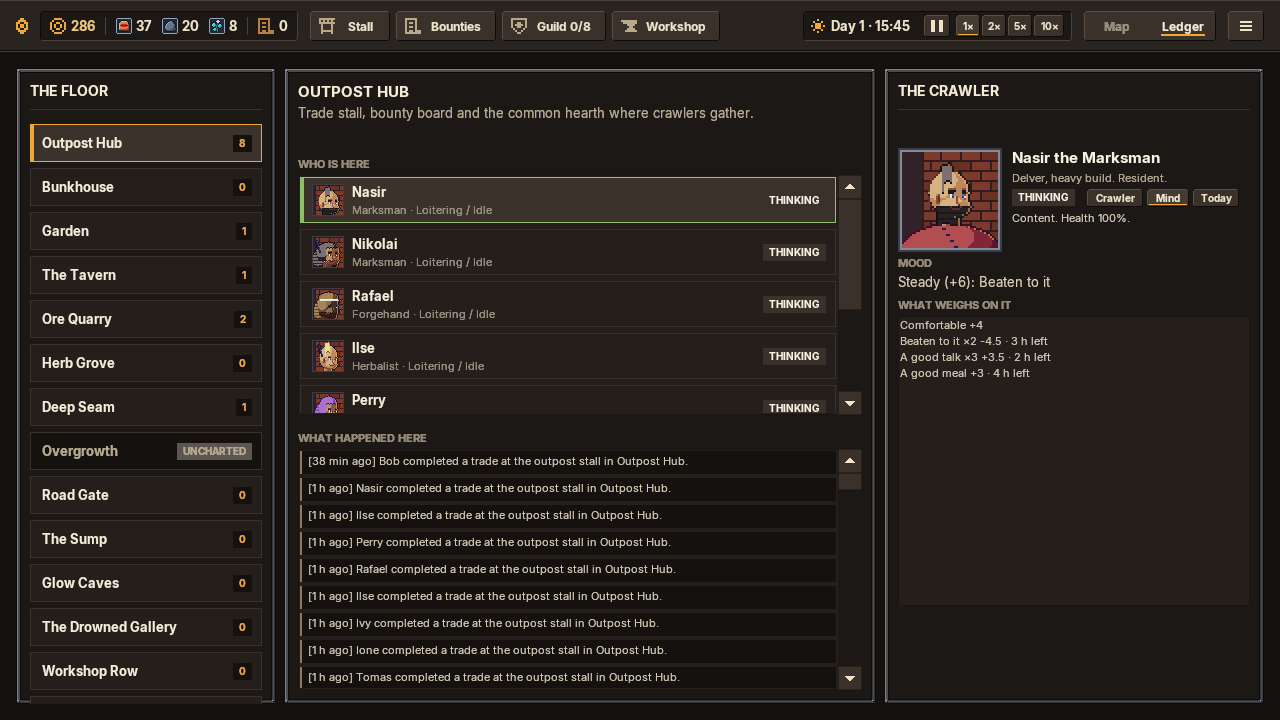 286 37 20 8 0 Stall Bounties Guild 0/8 Workshop Day 1 · 15:45 1x 2x 5x 10x Map Ledger
THE FLOOR
Outpost Hub 8
Bunkhouse 0
Garden 1
The Tavern 1
Ore Quarry 2
Herb Grove 0
Deep Seam 1
Overgrowth UNCHARTED
Road Gate 0
The Sump 0
Glow Caves 0
The Drowned Gallery 0
Workshop Row 0
OUTPOST HUB
Trade stall, bounty board and the common hearth where crawlers gather.
WHO IS HERE
Nasir
Marksman · Loitering / Idle
THINKING
Nikolai
Marksman · Loitering / Idle
THINKING
Rafael
Forgehand · Loitering / Idle
THINKING
Ilse
Herbalist · Loitering / Idle
THINKING
Perry
THINKING
WHAT HAPPENED HERE
[38 min ago] Bob completed a trade at the outpost stall in Outpost Hub.
[1 h ago] Nasir completed a trade at the outpost stall in Outpost Hub.
[1 h ago] Ilse completed a trade at the outpost stall in Outpost Hub.
[1 h ago] Perry completed a trade at the outpost stall in Outpost Hub.
[1 h ago] Rafael completed a trade at the outpost stall in Outpost Hub.
[1 h ago] Ilse completed a trade at the outpost stall in Outpost Hub.
[1 h ago] Ivy completed a trade at the outpost stall in Outpost Hub.
[1 h ago] Ione completed a trade at the outpost stall in Outpost Hub.
[1 h ago] Tomas completed a trade at the outpost stall in Outpost Hub.
THE CRAWLER
Nasir the Marksman
Delver, heavy build. Resident.
THINKING Crawler Mind Today
Content. Health 100%.
MOOD
Steady (+6): Beaten to it
WHAT WEIGHS ON IT
Comfortable +4
Beaten to it ×2 -4.5 · 3 h left
A good talk ×3 +3.5 · 2 h left
A good meal +3 · 4 h left